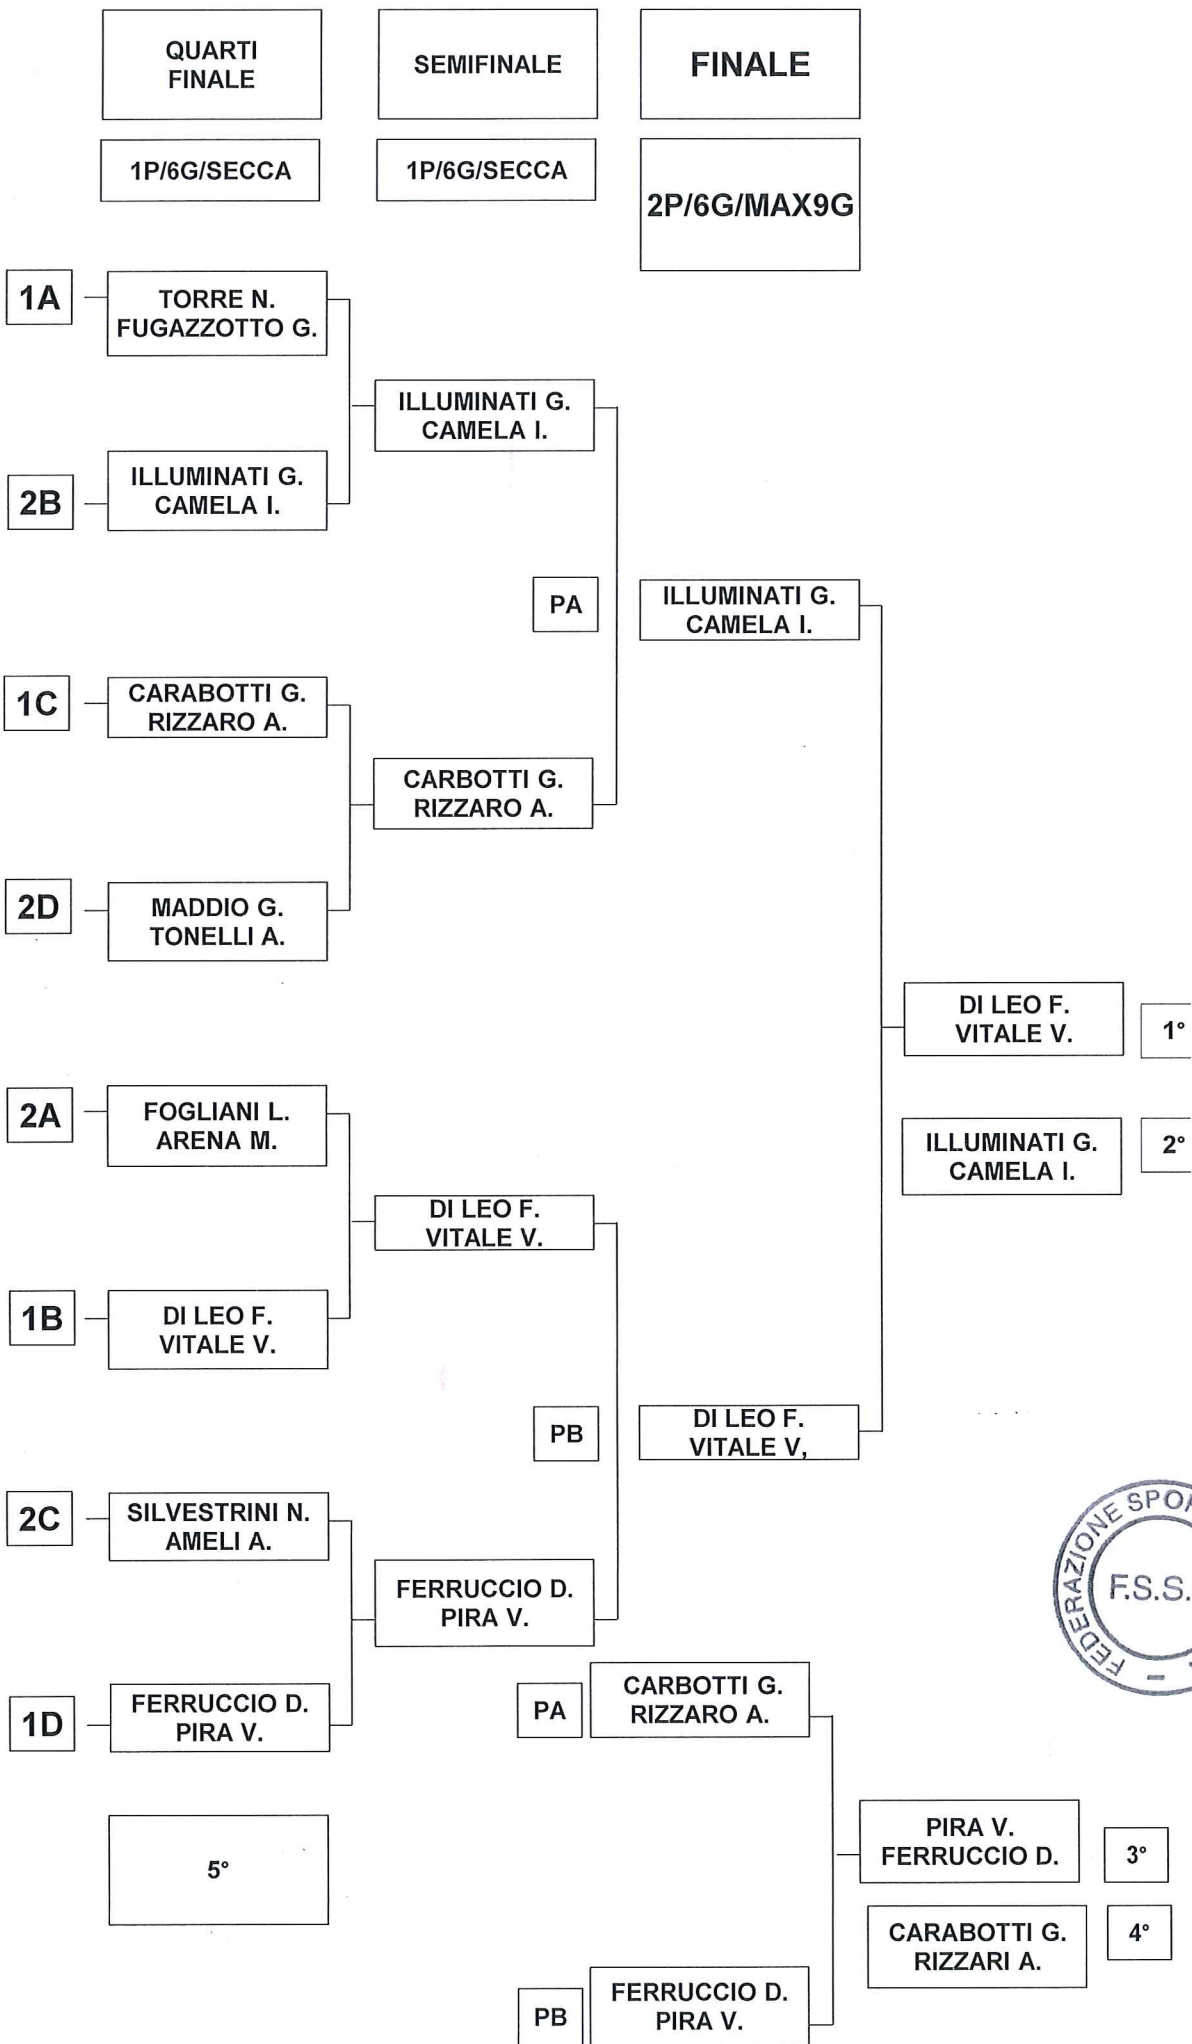 QUARTI
FINALE
SEMIFINALE
FINALE
1P/6G/SECCA
1P/6G/SECCA
2P/6G/MAX9G
1A
TORRE N.
FUGAZZOTTO G.
ILLUMINATI G.
CAMELA I.
2B
ILLUMINATI G.
CAMELA I.
PA
ILLUMINATI G.
CAMELA I.
1C
CARABOTTI G.
RIZZARO A.
CARBOTTI G.
RIZZARO A.
2D
MADDIO G.
TONELLI A.
DI LEO F.
VITALE V.
1°
2A
FOGLIANI L.
ARENA M.
ILLUMINATI G.
CAMELA I.
2°
DI LEO F.
VITALE V.
1B
DI LEO F.
VITALE V.
PB
DI LEO F.
VITALE V,
2C
SILVESTRINI N.
AMELI A.
FERRUCCIO D.
PIRA V.
FEDERAZIONE SPO
F.S.S.
1D
FERRUCCIO D.
PIRA V.
PA
CARBOTTI G.
RIZZARO A.
5°
PIRA V.
FERRUCCIO D.
3°
CARABOTTI G.
RIZZARI A.
4°
PB
FERRUCCIO D.
PIRA V.